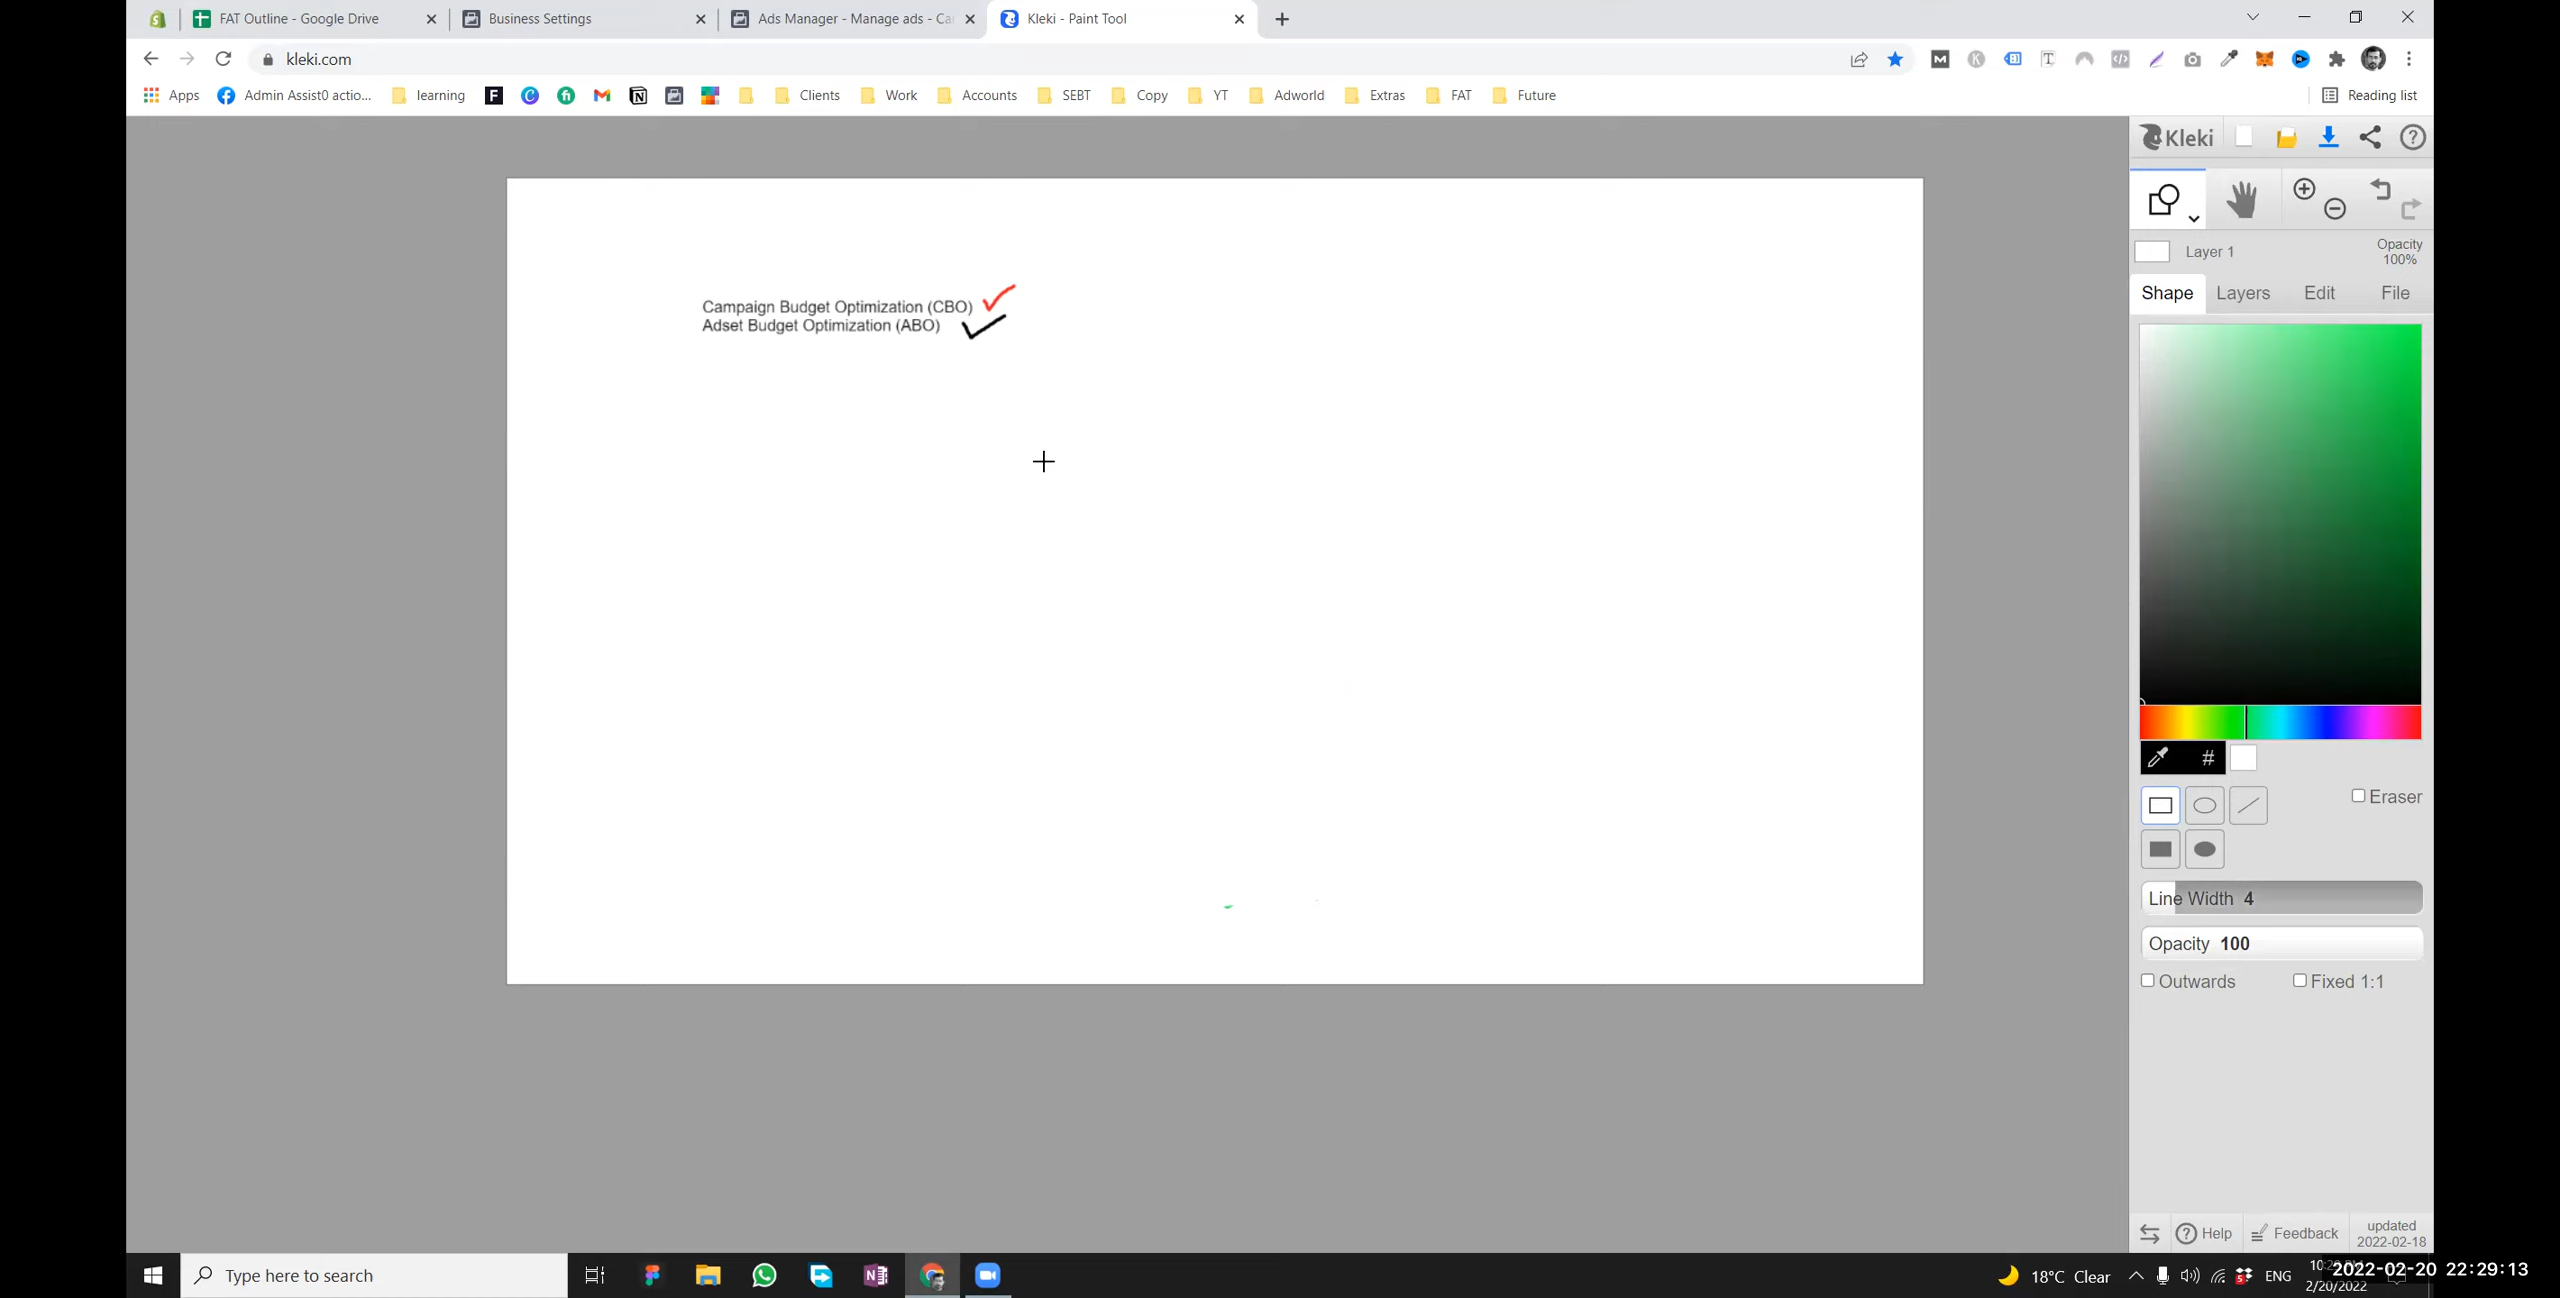 FAT Outline - Google Drive
Business Settings
Ads Manager - Manage ads - Ca
Kleki - Paint Tool
kleki.com
Apps
Admin Assist0 actio...
learning
Clients
Work
Accounts
SEBT
Copy
YT
Adworld
Extras
FAT
Future
Reading list
Kleki
Layer 1
Opacity
100%
Shape
Layers
Edit
File
Campaign Budget Optimization (CBO)
Adset Budget Optimization (ABO)
#
Eraser
Line Width 4
Opacity 100
Outwards
Fixed 1:1
Help
Feedback
updated
2022-02-18
Type here to search
18°C Clear
ENG
2/20/2022
2022-02-20 22:29:13